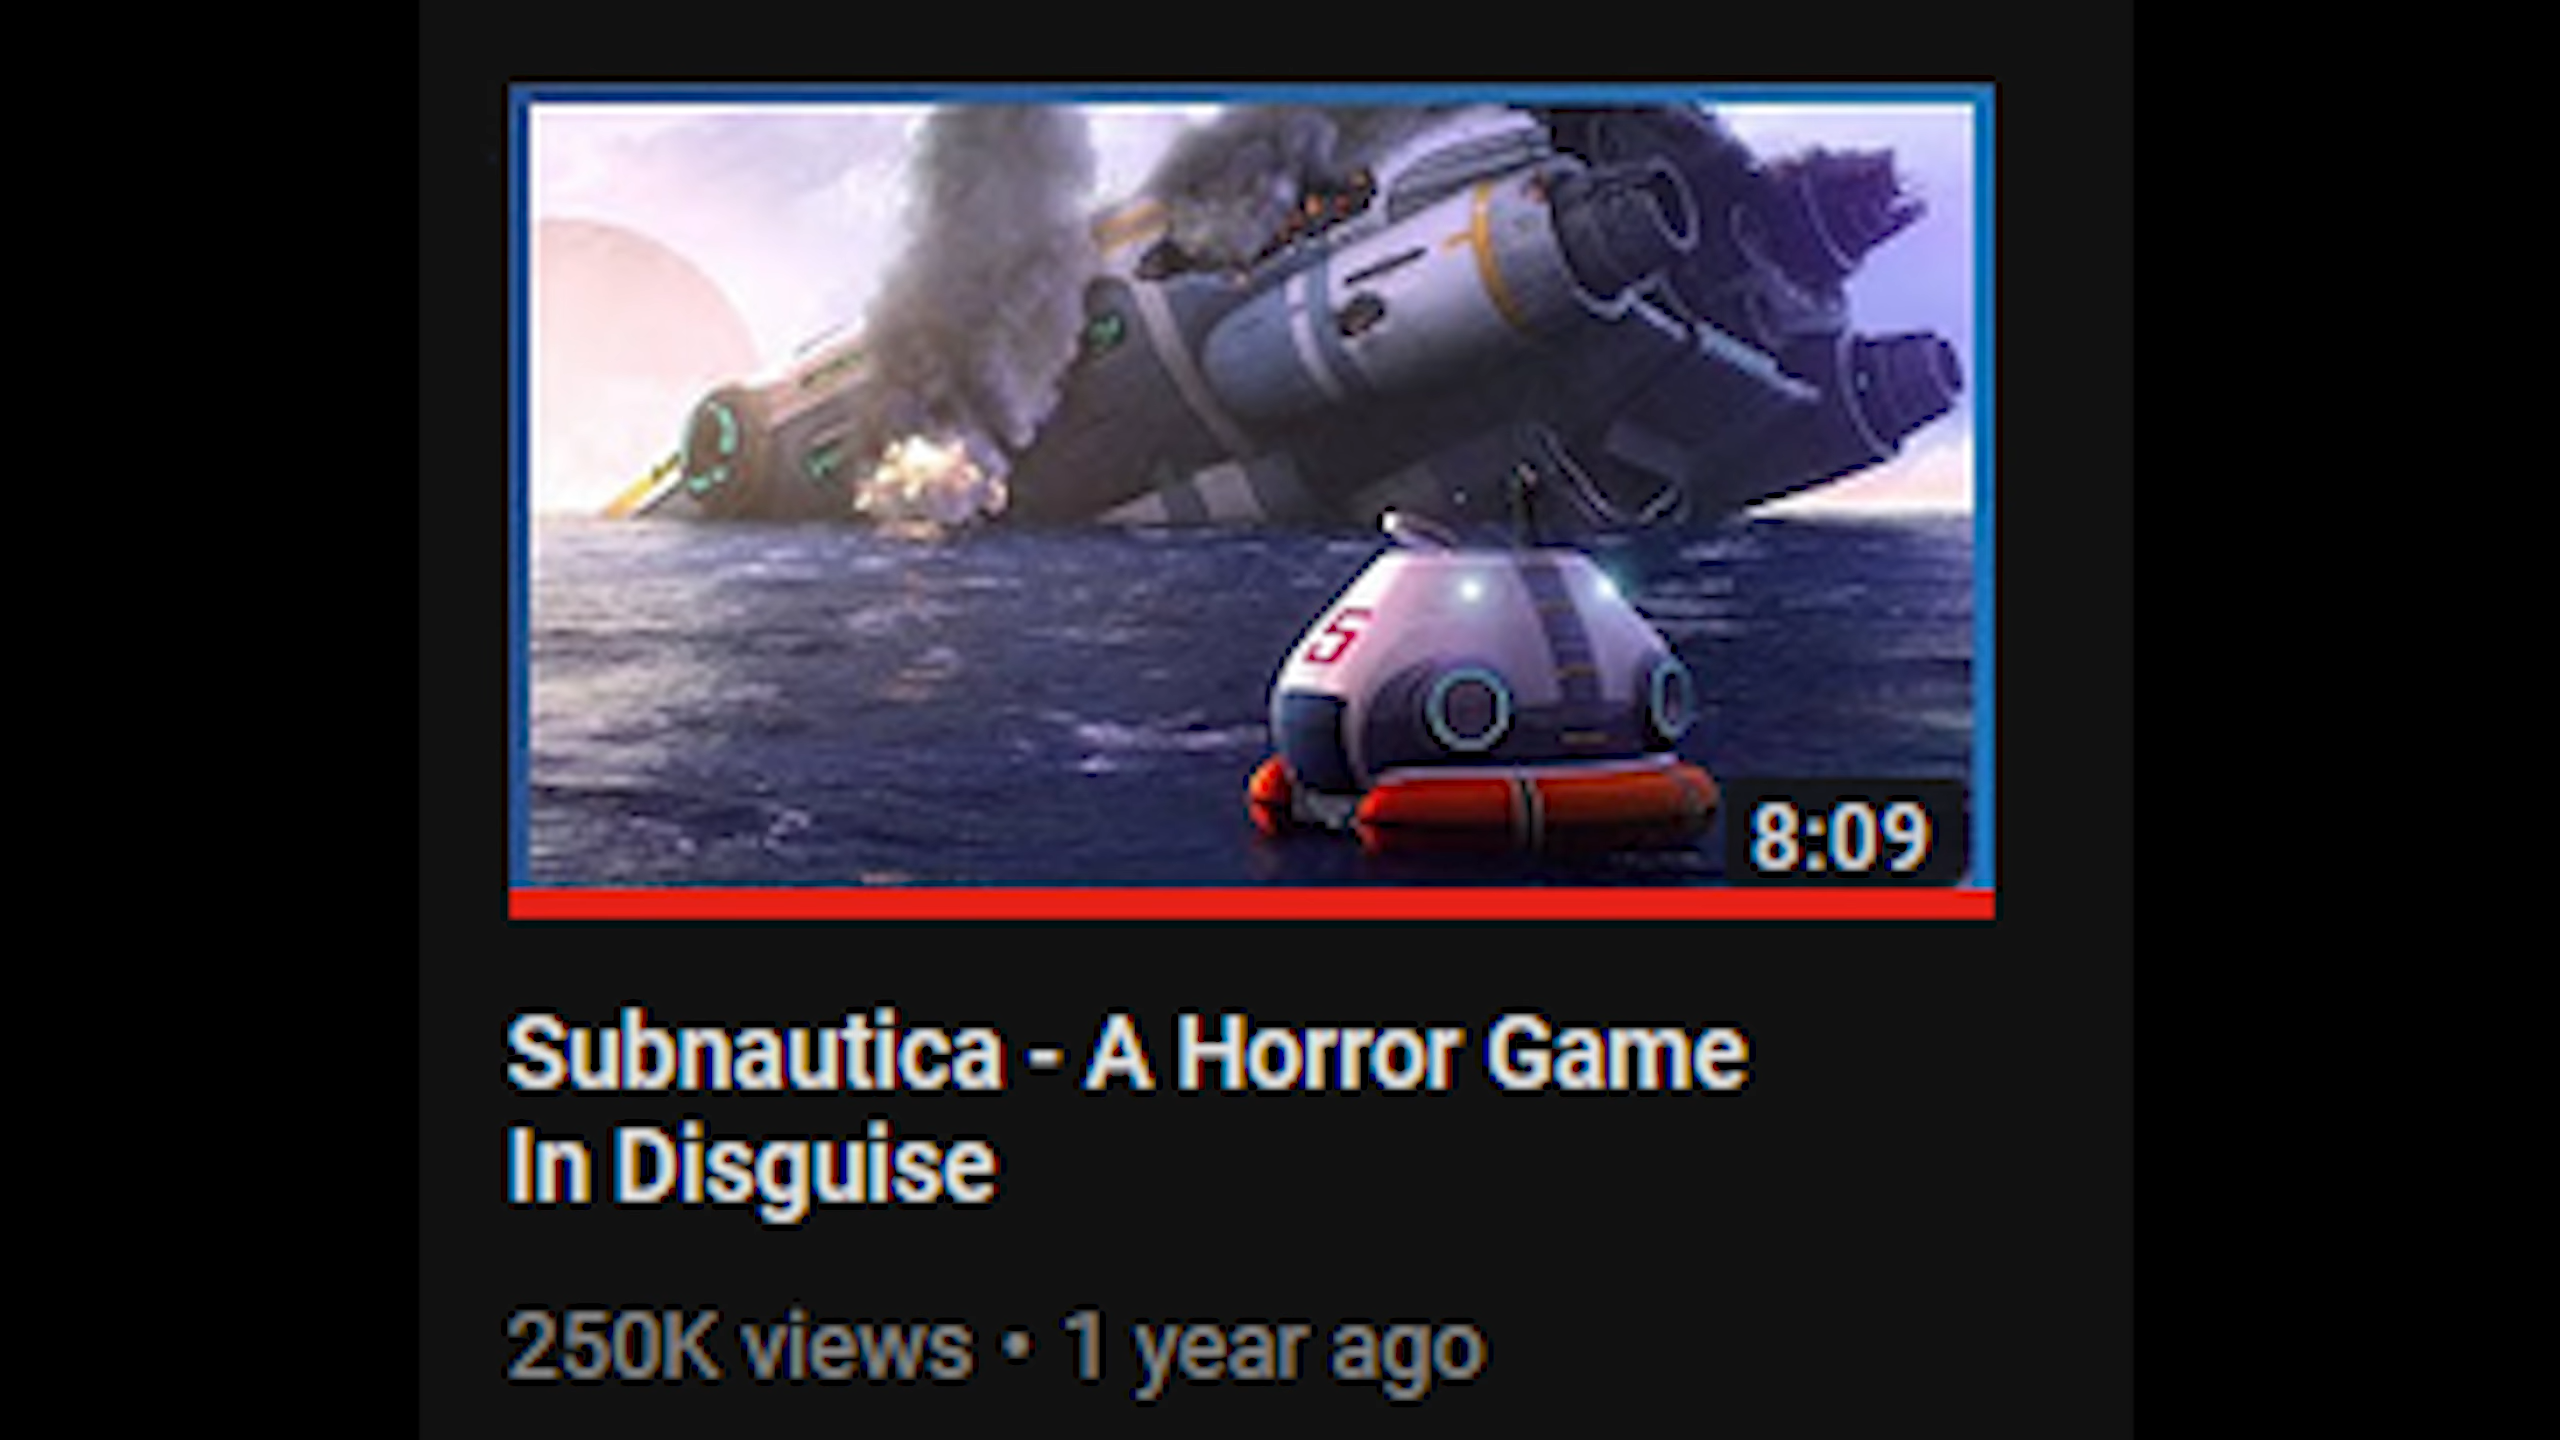 5
8:09
Subnautica - A Horror Game
In Disguise
250K views • 1 year ago